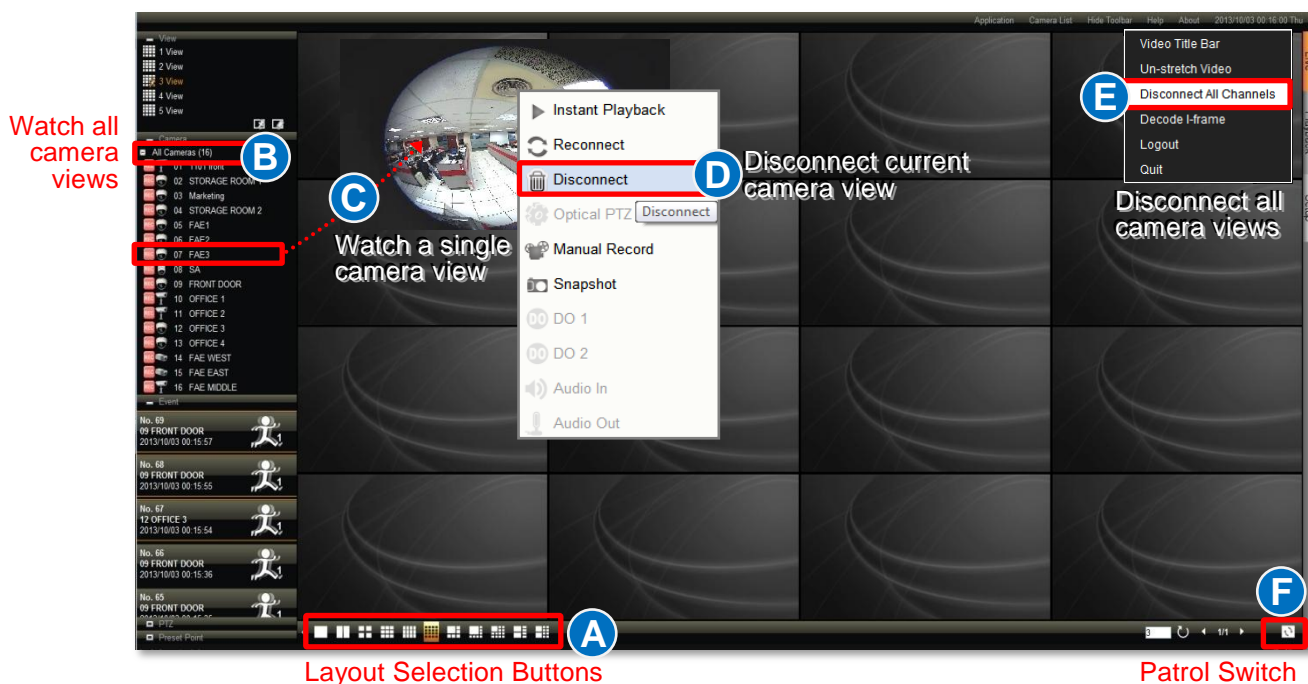 Application Camera List Hide Toolbar Help About 2013/10/03 00:16:00 Thu
View
1 View
2 View
3 View
4 View
5 View
Camera
All Cameras (16)
01 110 Front
02 STORAGE ROOM 1
03 Marketing
04 STORAGE ROOM 2
05 FAE1
06 FAE2
07 FAE3
08 SA
09 FRONT DOOR
10 OFFICE 1
11 OFFICE 2
12 OFFICE 3
13 OFFICE 4
14 FAE WEST
15 FAE EAST
16 FAE MIDDLE
Event
No. 69
09 FRONT DOOR
2013/10/03 00:15:57
No. 68
09 FRONT DOOR
2013/10/03 00:15:55
No. 67
12 OFFICE 3
2013/10/03 00:15:54
No. 66
09 FRONT DOOR
2013/10/03 00:15:36
No. 65
09 FRONT DOOR
PTZ
Preset Point
Watch all
camera
views
B
C
Watch a single
camera view
Instant Playback
Reconnect
Disconnect
Optical PTZ
Disconnect
Manual Record
Snapshot
DO DO 1
DO DO 2
Audio In
Audio Out
D
Disconnect current
camera view
Video Title Bar
Un-stretch Video
Disconnect All Channels
Decode I-frame
Logout
Quit
E
Disconnect all
camera views
A
Layout Selection Buttons
3 1/1
F
Patrol Switch